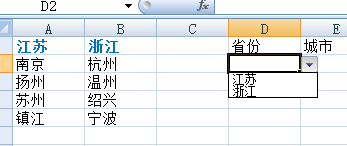 D2
A B C D E
江苏 浙江 省份 城市
南京 杭州
扬州 温州 江苏
苏州 绍兴 浙江
镇江 宁波